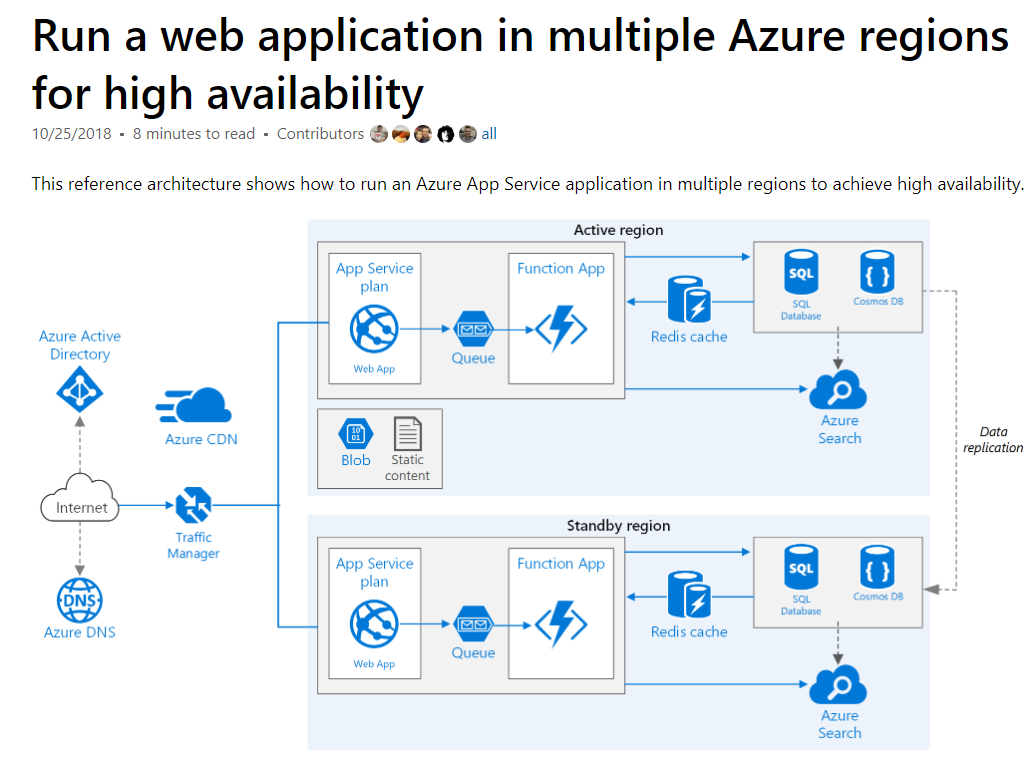 Run a web application in multiple Azure regions
for high availability
10/25/2018 • 8 minutes to read • Contributors all
This reference architecture shows how to run an Azure App Service application in multiple regions to achieve high availability.
Active region
App Service
plan
Web App
Queue
Function App
Redis cache
SQL
SQL
Database
{ }
Cosmos DB
Azure
Search
10
01
Blob
Static
content
Azure Active
Directory
Azure CDN
Internet
Traffic
Manager
DNS
Azure DNS
Data
replication
Standby region
App Service
plan
Web App
Queue
Function App
Redis cache
SQL
SQL
Database
{ }
Cosmos DB
Azure
Search